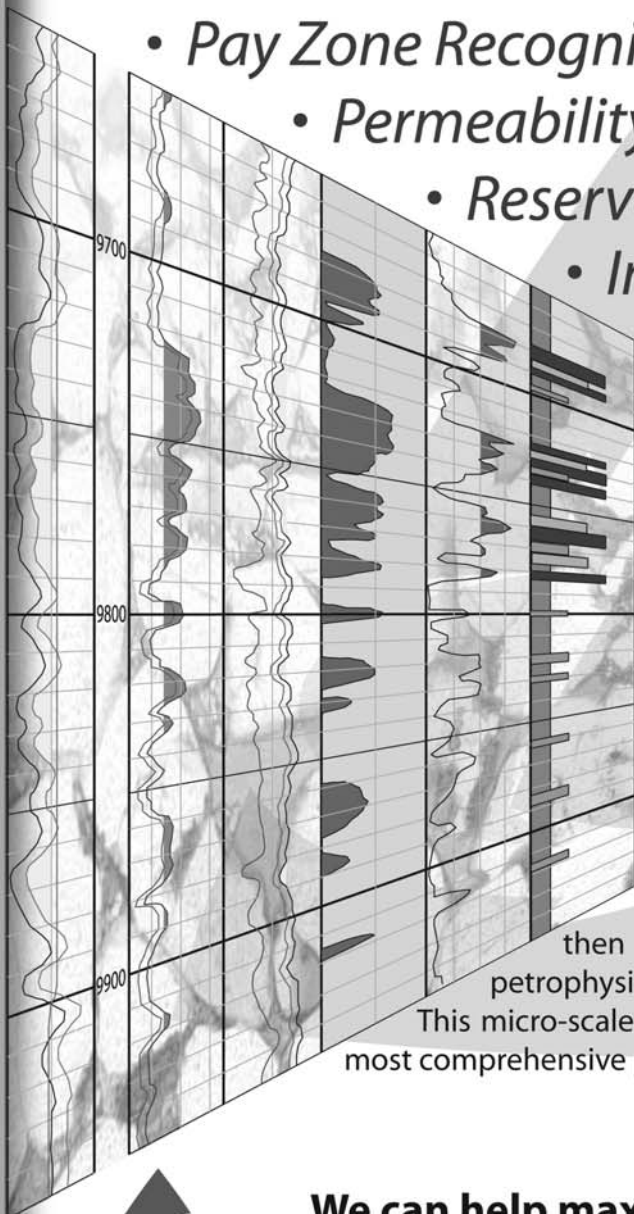 • Pay Zone Recogni
• Permeability
• Reserv
• In
9700
9800
9900
then
petrophysi
This micro-scale
most comprehensive
We can help max